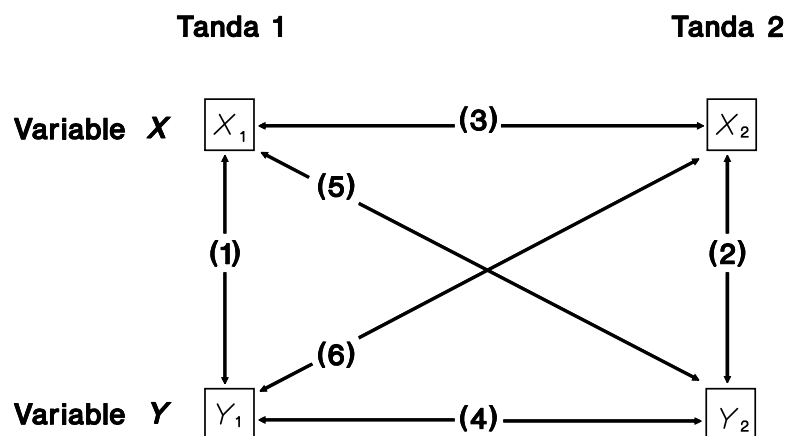 Tanda 1 Tanda 2
Variable X X1 (3) X2
(5)
(1) (2)
(6)
Variable Y Y1 (4) Y2